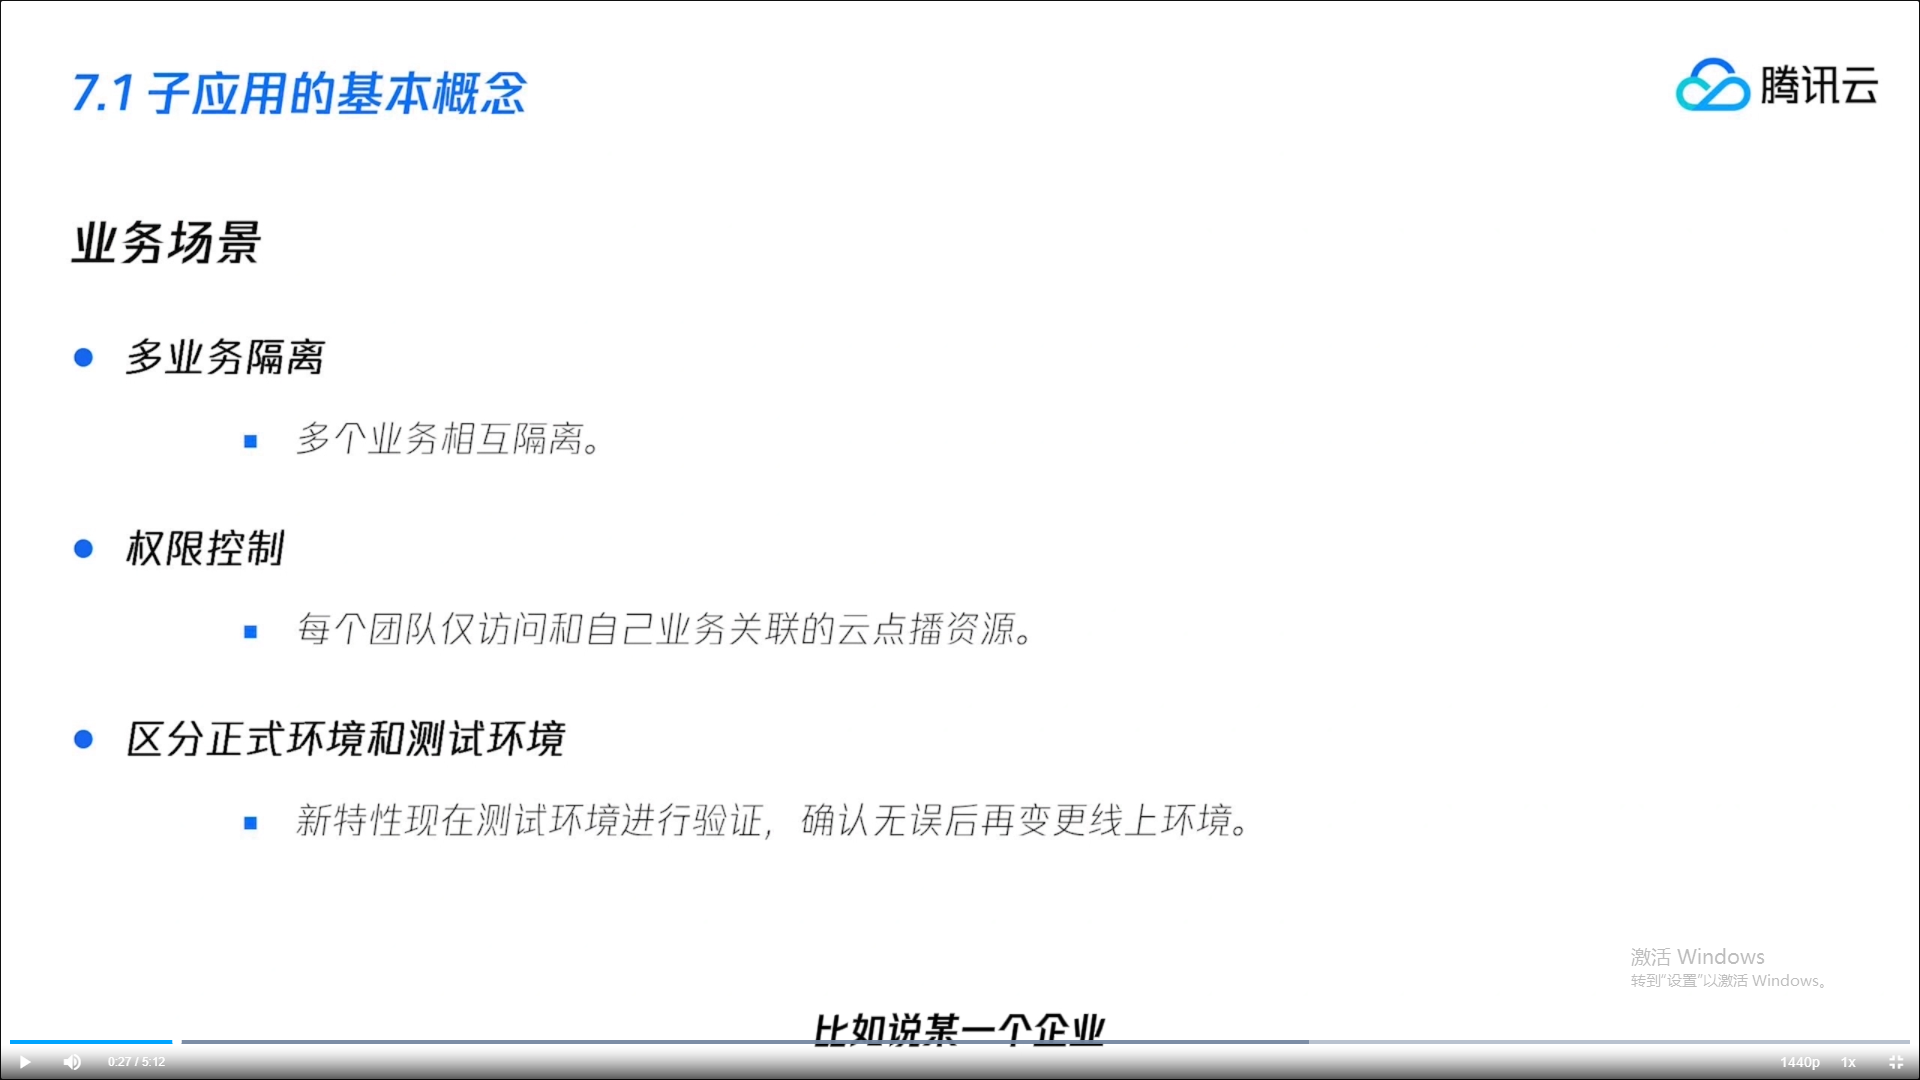 7.1 子应用的基本概念
腾讯云
业务场景
多业务隔离
多个业务相互隔离。
权限控制
每个团队仅访问和自己业务关联的云点播资源。
区分正式环境和测试环境
新特性现在测试环境进行验证，确认无误后再变更线上环境。
激活 Windows
转到“设置”以激活 Windows。
比如说某一个企业
0:27 / 5:12
1440p 1x